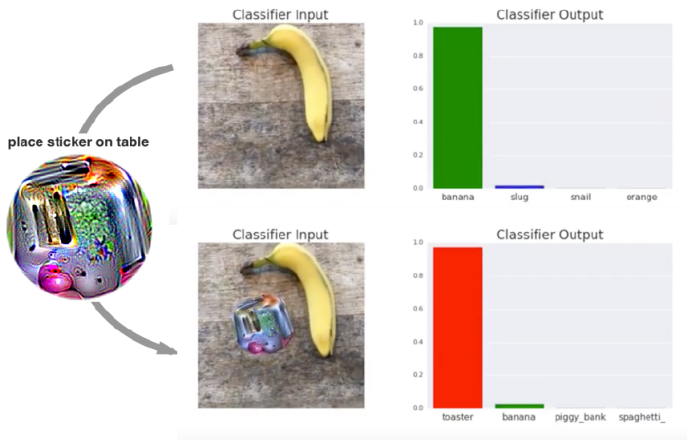 Classifier Input
Classifier Output
1.0
0.8
0.6
0.4
0.2
0.0
banana
slug
snail
orange
place sticker on table
Classifier Input
Classifier Output
1.0
0.8
0.6
0.4
0.2
0.0
toaster
banana
piggy_bank
spaghetti_